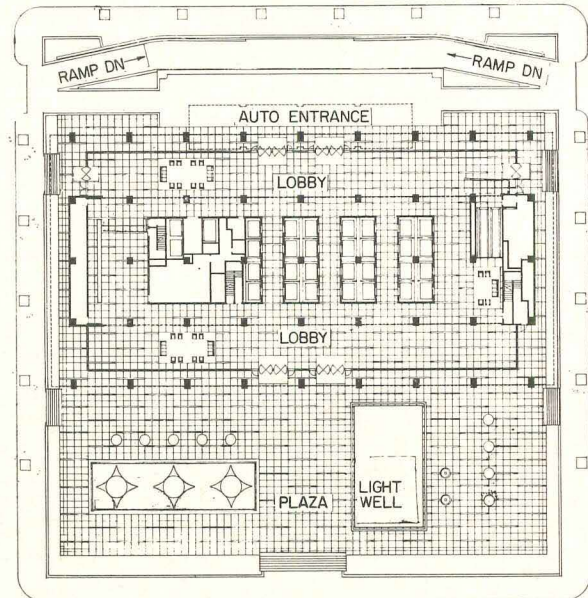 RAMP DN
RAMP DN
AUTO ENTRANCE
LOBBY
LOBBY
PLAZA
LIGHT
WELL